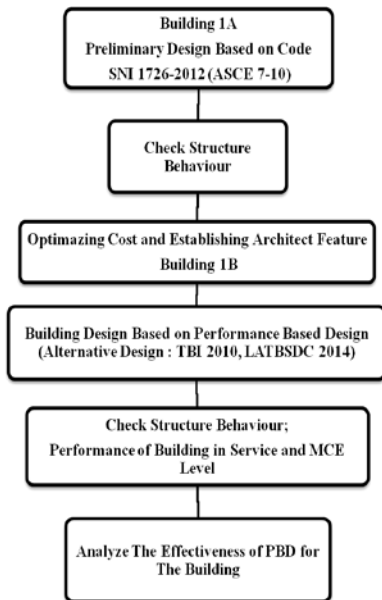 Building 1A
Preliminary Design Based on Code
SNI 1726-2012 (ASCE 7-10)
Check Structure
Behaviour
Optimazing Cost and Establishing Architect Feature
Building 1B
Building Design Based on Performance Based Design
(Alternative Design : TBI 2010, LATBSDC 2014)
Check Structure Behaviour;
Performance of Building in Service and MCE
Level
Analyze The Effectiveness of PBD for
The Building